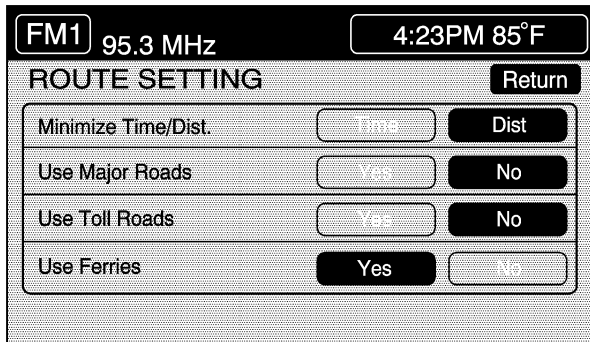 FM1 95.3 MHz 4:23PM 85°F
ROUTE SETTING Return
Minimize Time/Dist. Time Dist
Use Major Roads Yes No
Use Toll Roads Yes No
Use Ferries Yes No